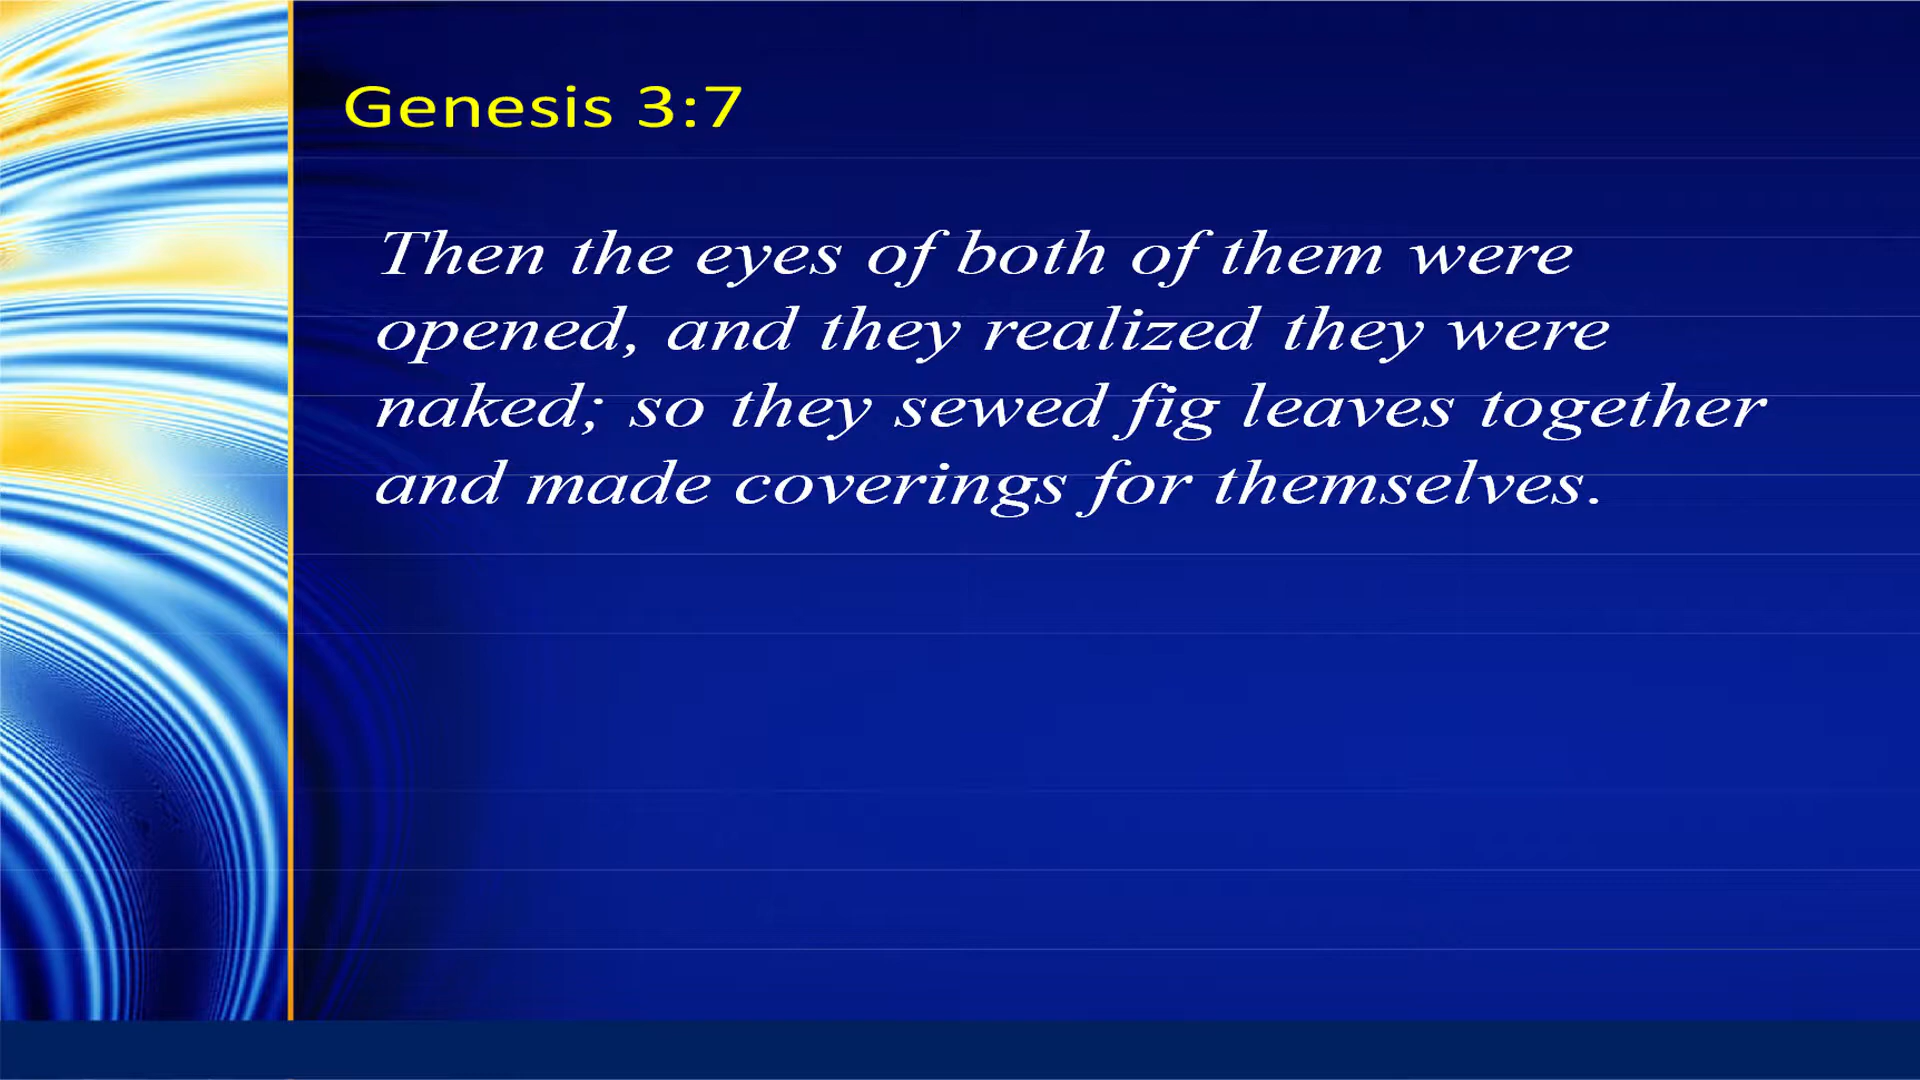 Genesis 3:7
Then the eyes of both of them were
opened, and they realized they were
naked; so they sewed fig leaves together
and made coverings for themselves.